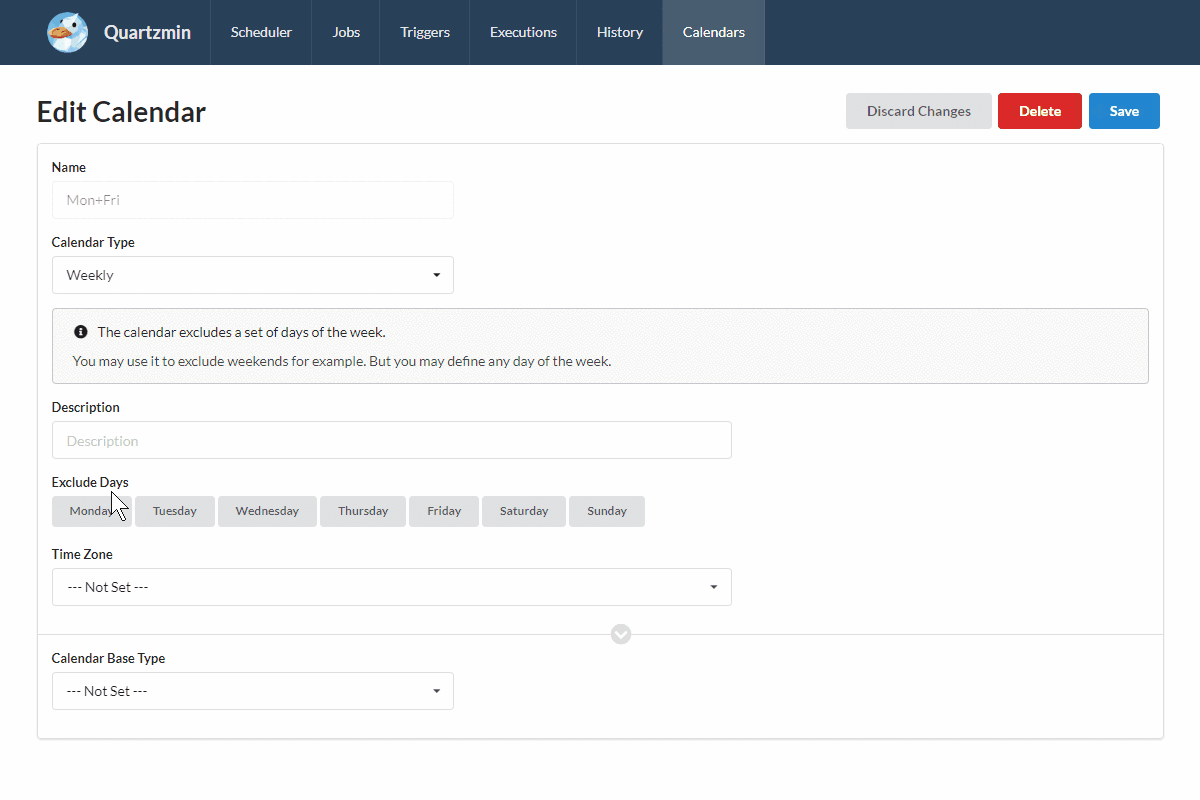 Quartzmin
Scheduler
Jobs
Triggers
Executions
History
Calendars
Edit Calendar
Discard Changes
Delete
Save
Name
Mon+Fri
Calendar Type
Weekly
The calendar excludes a set of days of the week.
You may use it to exclude weekends for example. But you may define any day of the week.
Description
Description
Exclude Days
Monday
Tuesday
Wednesday
Thursday
Friday
Saturday
Sunday
Time Zone
--- Not Set ---
Calendar Base Type
--- Not Set ---